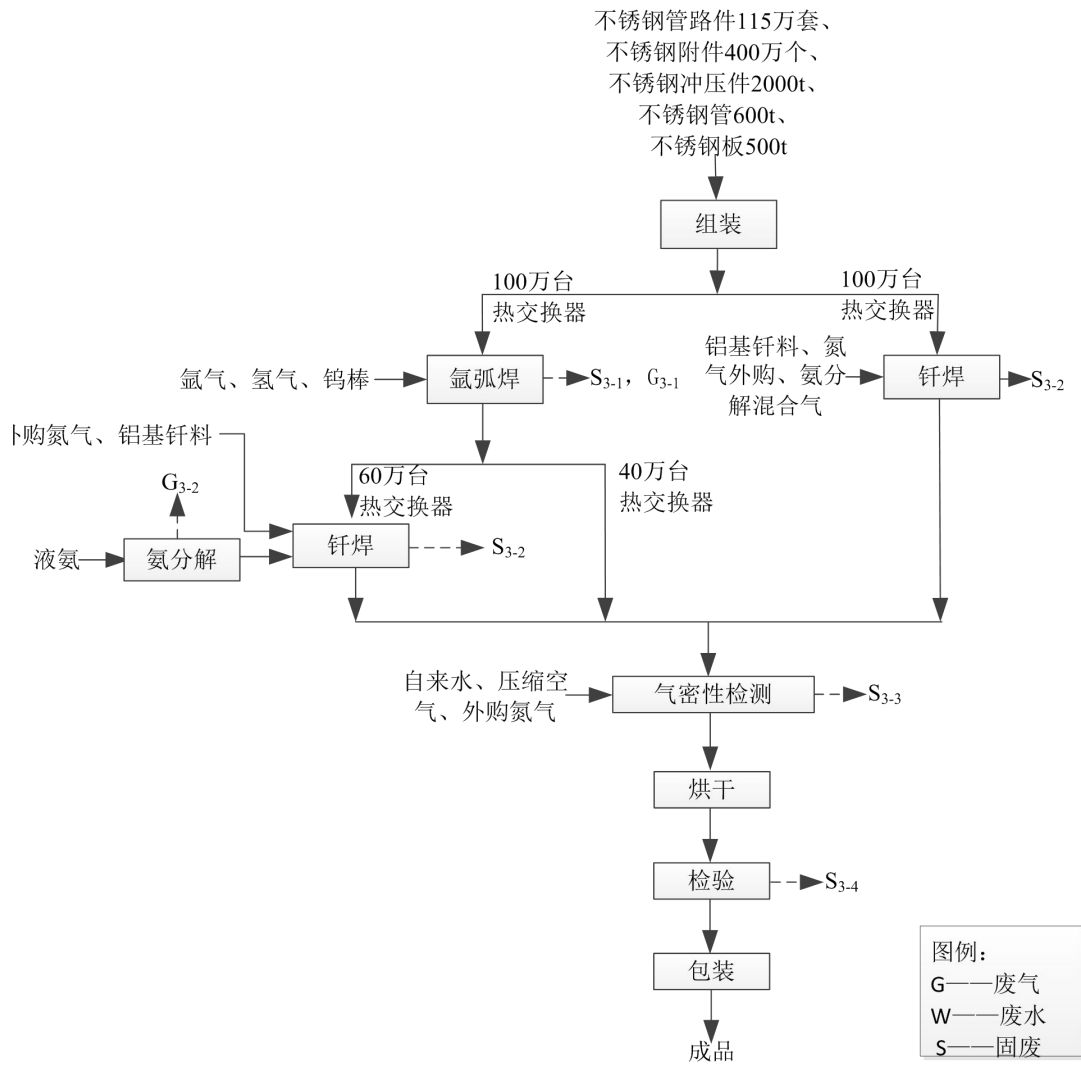 不锈钢管路件115万套、
不锈钢附件400万个、
不锈钢冲压件2000t、
不锈钢管600t、
不锈钢板500t
组装
100万台
热交换器
100万台
热交换器
氩气、氢气、钨棒
氩弧焊
S3-1，G3-1
铝基钎料、氮
气外购、氨分
解混合气
钎焊
S3-2
购氮气、铝基钎料
60万台
热交换器
40万台
热交换器
G3-2
液氨
氨分解
钎焊
S3-2
自来水、压缩空
气、外购氮气
气密性检测
S3-3
烘干
检验
S3-4
包装
成品
图例：
G——废气
W——废水
S——固废